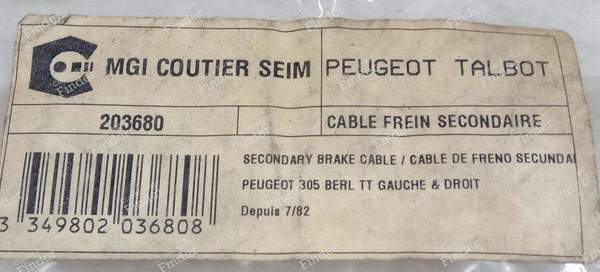 MGI COUTIER SEIM PEUGEOT TALBOT
203680 CABLE FREIN SECONDAIRE
SECONDARY BRAKE CABLE / CABLE DE FRENO SECUNDA
PEUGEOT 305 BERL TT GAUCHE & DROIT
Depuis 7/82
3 349802 036808